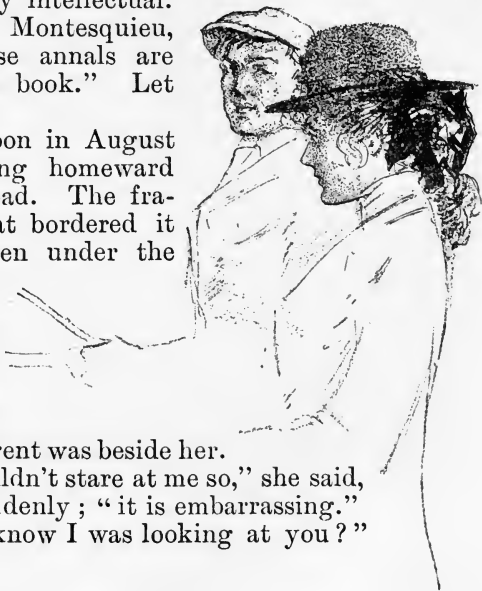 y intellectual.
Montesquieu,
se annals are
book." Let
oon in August
ng homeward
ad. The fra-
at bordered it
en under the
rent was beside her.
ldn't stare at me so," she said,
denly ; " it is embarrassing."
know I was looking at you ? "